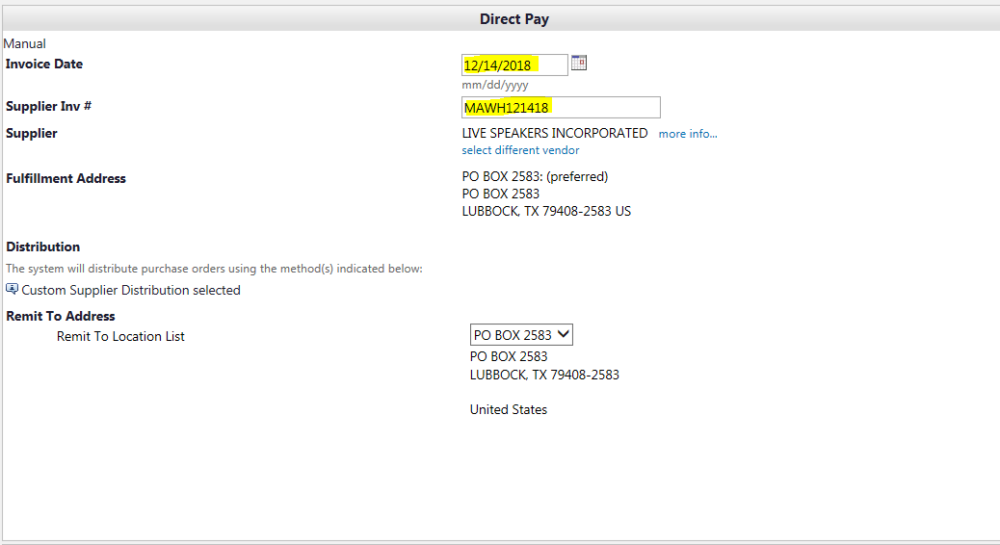 Direct Pay
Manual
Invoice Date
12/14/2018
mm/dd/yyyy
Supplier Inv #
MAWH121418
Supplier
LIVE SPEAKERS INCORPORATED more info...
select different vendor
Fulfillment Address
PO BOX 2583: (preferred)
PO BOX 2583
LUBBOCK, TX 79408-2583 US
Distribution
The system will distribute purchase orders using the method(s) indicated below:
Custom Supplier Distribution selected
Remit To Address
Remit To Location List
PO BOX 2583
PO BOX 2583
LUBBOCK, TX 79408-2583
United States